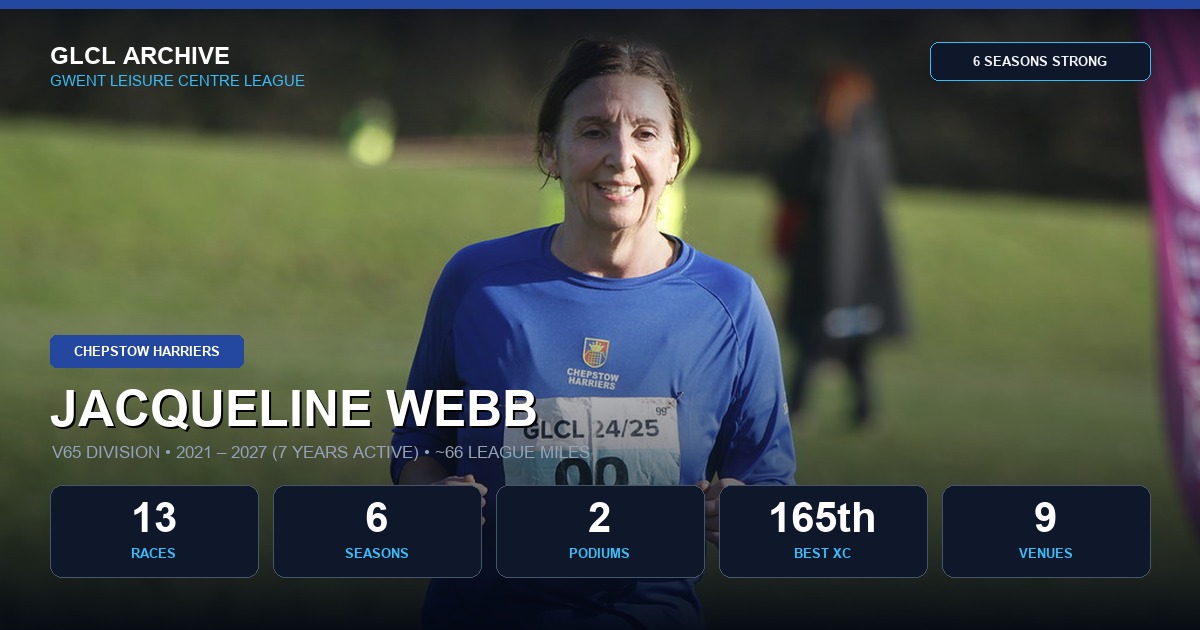 GLCL ARCHIVE
GWENT LEISURE CENTRE LEAGUE
6 SEASONS STRONG
CHEPSTOW
HARRIERS
CHEPSTOW HARRIERS
JACQUELINE WEBB
99
GLCL 24/25
V65 DIVISION • 2021 – 2027 (7 YEARS ACTIVE) • ~66 LEAGUE MILES
99
13
RACES
6
SEASONS
2
PODIUMS
165th
BEST XC
9
VENUES